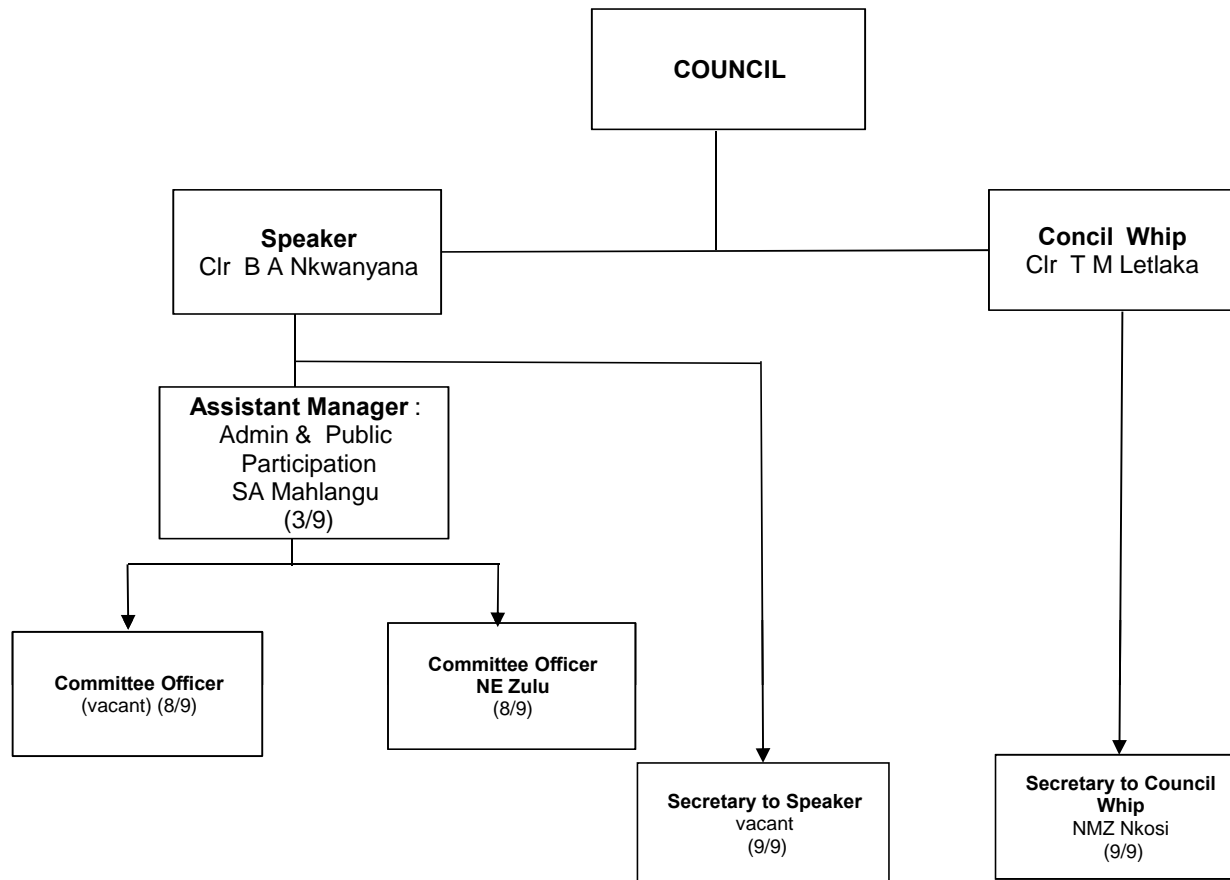 COUNCIL
Speaker
Clr B A Nkwanyana
Concil Whip
Clr T M Letlaka
Assistant Manager :
Admin & Public
Participation
SA Mahlangu
(3/9)
Committee Officer
(vacant) (8/9)
Committee Officer
NE Zulu
(8/9)
Secretary to Speaker
vacant
(9/9)
Secretary to Council
Whip
NMZ Nkosi
(9/9)